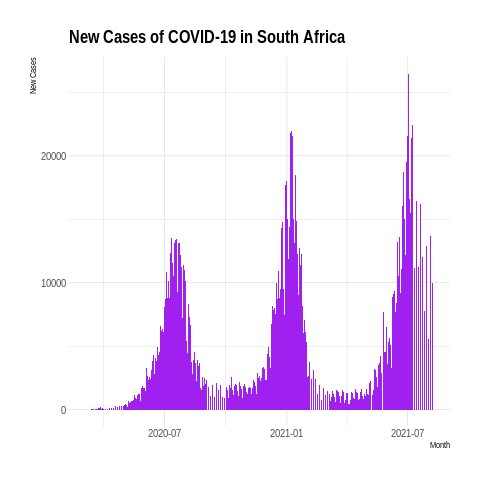 New Cases of COVID-19 in South Africa
New Cases
20000
10000
0
2020-07
2021-01
2021-07
Month